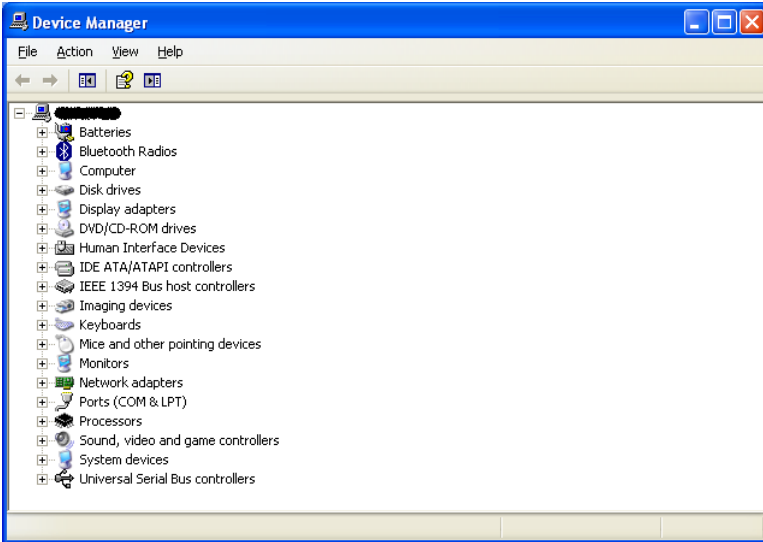 Device Manager
File Action View Help
Batteries
Bluetooth Radios
Computer
Disk drives
Display adapters
DVD/CD-ROM drives
Human Interface Devices
IDE ATA/ATAPI controllers
IEEE 1394 Bus host controllers
Imaging devices
Keyboards
Mice and other pointing devices
Monitors
Network adapters
Ports (COM & LPT)
Processors
Sound, video and game controllers
System devices
Universal Serial Bus controllers